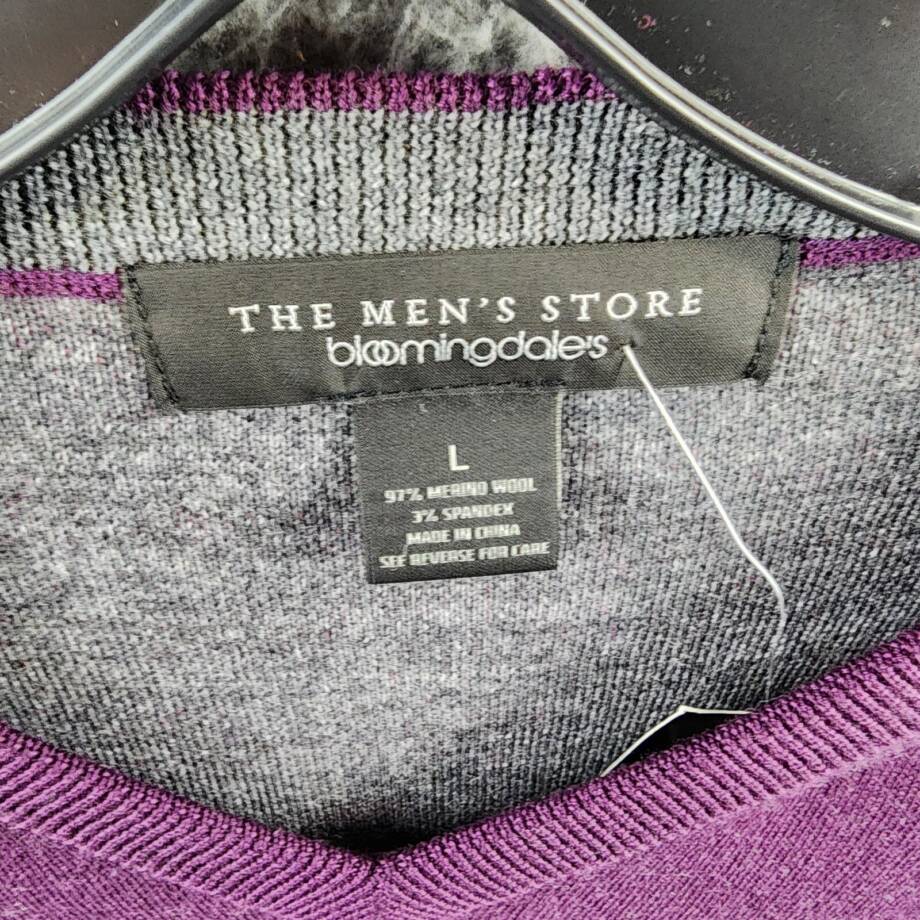 THE MEN'S STORE
bloomingdale's
L
97% MERINO WOOL
3% SPANDEX
MADE IN CHINA
SEE REVERSE FOR CARE